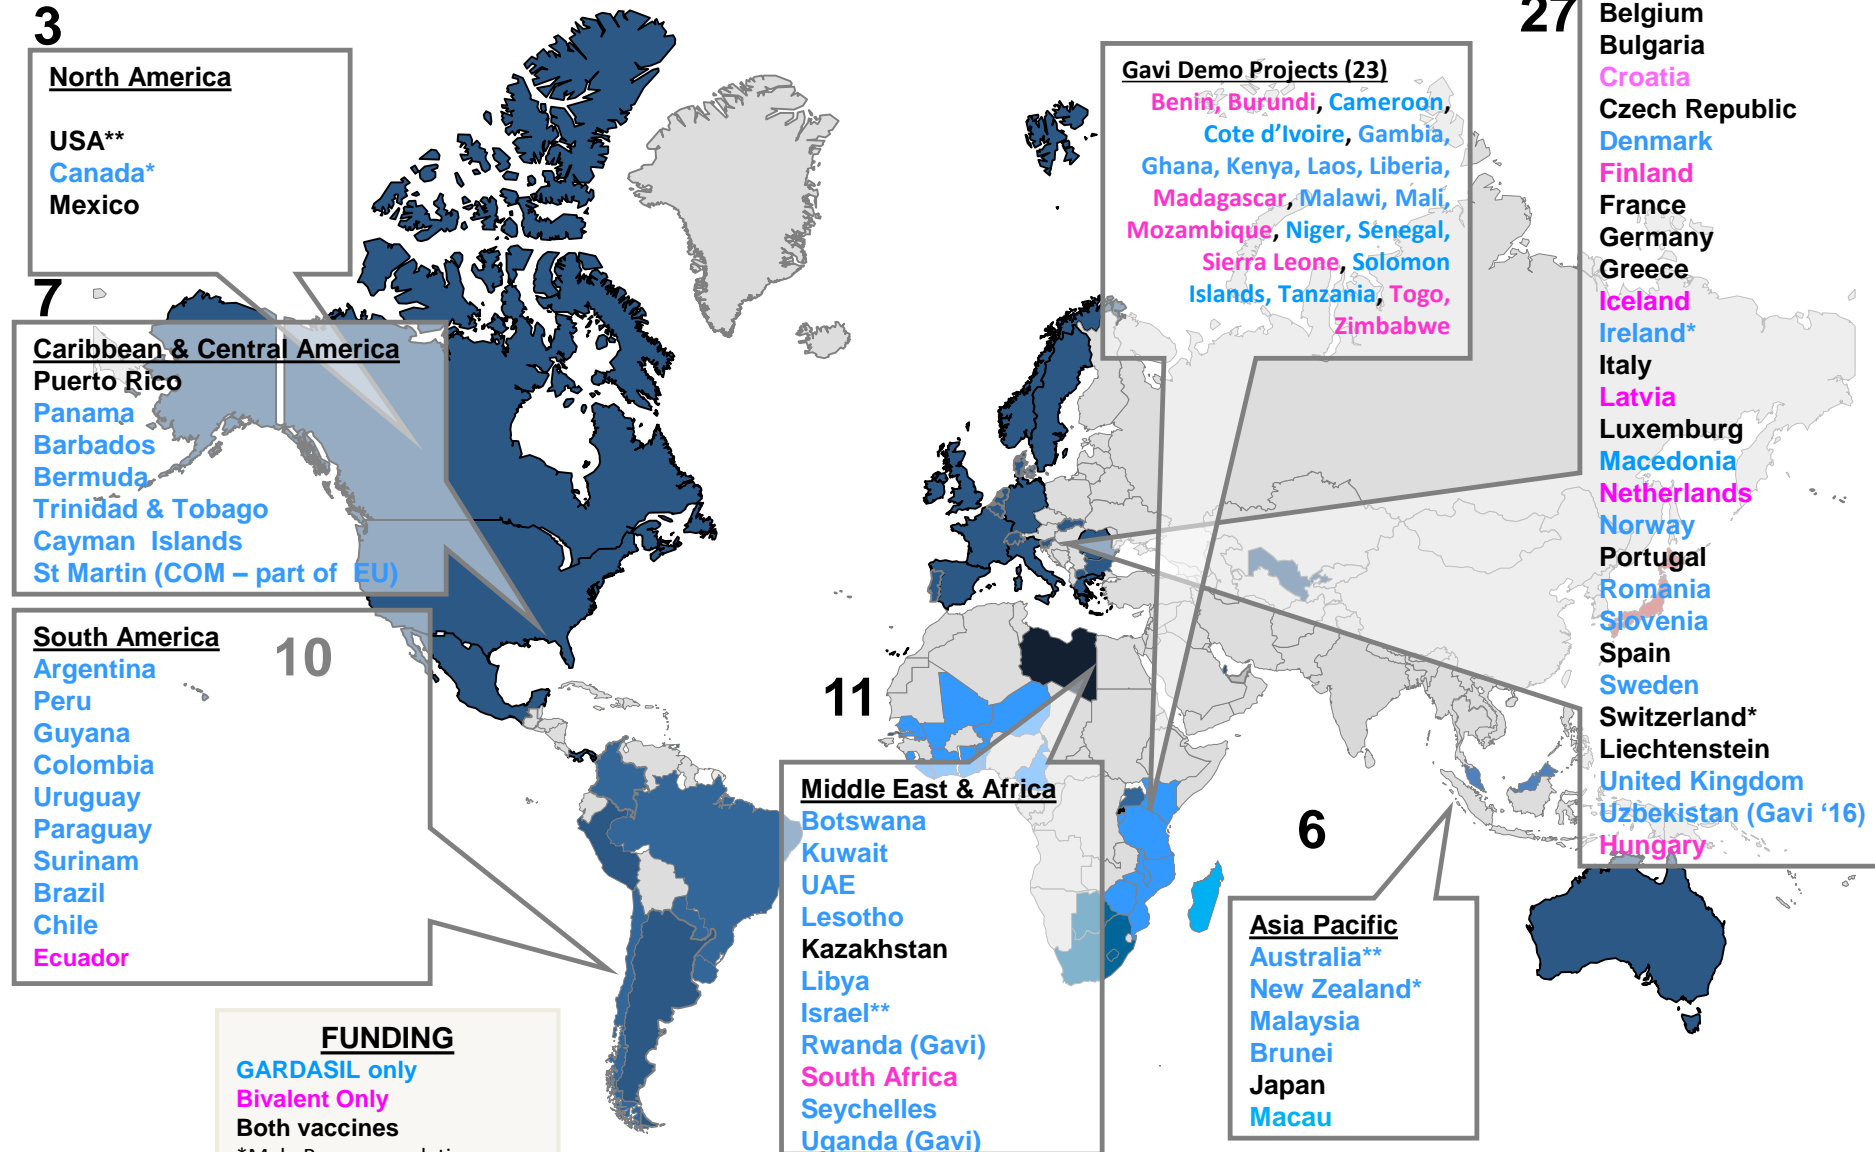 3
North America
USA**
Canada*
Mexico
7
Caribbean & Central America
Puerto Rico
Panama
Barbados
Bermuda
Trinidad & Tobago
Cayman Islands
St Martin (COM – part of EU)
South America
10
Argentina
Peru
Guyana
Colombia
Uruguay
Paraguay
Surinam
Brazil
Chile
Ecuador
FUNDING
GARDASIL only
Bivalent Only
Both vaccines
11
Middle East & Africa
Botswana
Kuwait
UAE
Lesotho
Kazakhstan
Libya
Israel**
Rwanda (Gavi)
South Africa
Seychelles
Uganda (Gavi)
Gavi Demo Projects (23)
Benin, Burundi, Cameroon,
Cote d’Ivoire, Gambia,
Ghana, Kenya, Laos, Liberia,
Madagascar, Malawi, Mali,
Mozambique, Niger, Senegal,
Sierra Leone, Solomon
Islands, Tanzania, Togo,
Zimbabwe
6
Asia Pacific
Australia**
New Zealand*
Malaysia
Brunei
Japan
Macau
27
Belgium
Bulgaria
Croatia
Czech Republic
Denmark
Finland
France
Germany
Greece
Iceland
Ireland*
Italy
Latvia
Luxemburg
Macedonia
Netherlands
Norway
Portugal
Romania
Slovenia
Spain
Sweden
Switzerland*
Liechtenstein
United Kingdom
Uzbekistan (Gavi ‘16)
Hungary